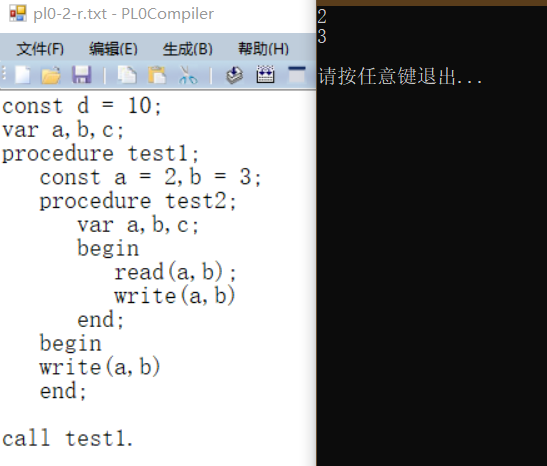 pl0-2-r.txt - PL0Compiler
文件(F) 编辑(E) 生成(B) 帮助(H)
const d = 10;
var a,b,c;
procedure test1;
const a = 2,b = 3;
procedure test2;
var a,b,c;
begin
read(a,b);
write(a,b)
end;
begin
write(a,b)
end;
call test1.
2
3
请按任意键退出...